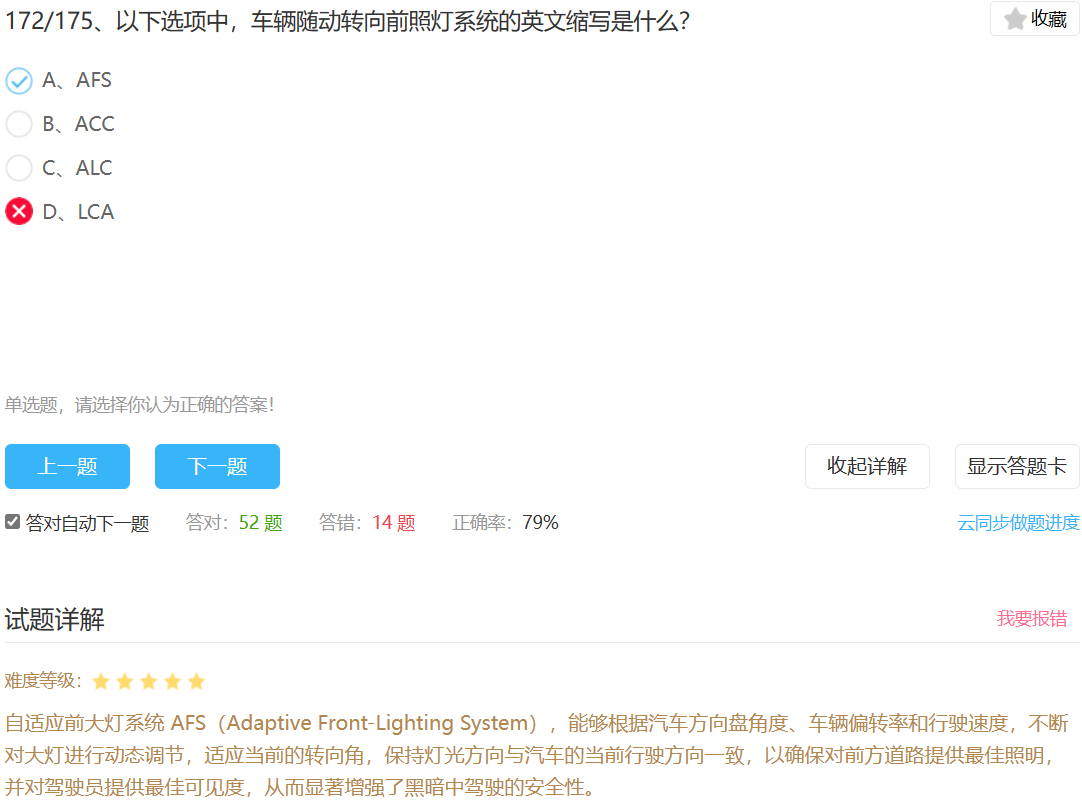 172/175、以下选项中，车辆随动转向前照灯系统的英文缩写是什么？
收藏
A、AFS
B、ACC
C、ALC
D、LCA
单选题，请选择你认为正确的答案！
上一题 下一题 收起详解 显示答题卡
答对自动下一题 答对：52 题 答错：14 题 正确率：79% 云同步做题进度
试题详解 我要报错
难度等级：
自适应前大灯系统 AFS（Adaptive Front-Lighting System），能够根据汽车方向盘角度、车辆偏转率和行驶速度，不断
对大灯进行动态调节，适应当前的转向角，保持灯光方向与汽车的当前行驶方向一致，以确保对前方道路提供最佳照明，
并对驾驶员提供最佳可见度，从而显著增强了黑暗中驾驶的安全性。